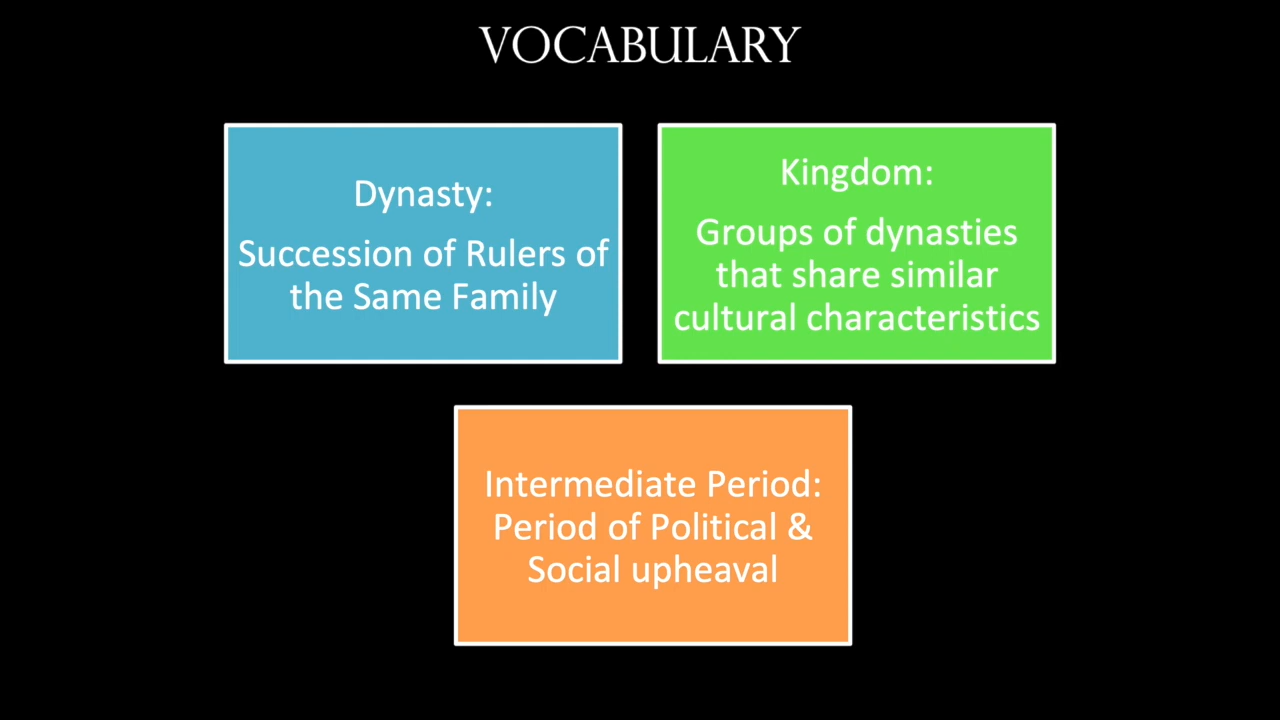 VOCABULARY
Dynasty:
Succession of Rulers of
the Same Family
Kingdom:
Groups of dynasties
that share similar
cultural characteristics
Intermediate Period:
Period of Political &
Social upheaval